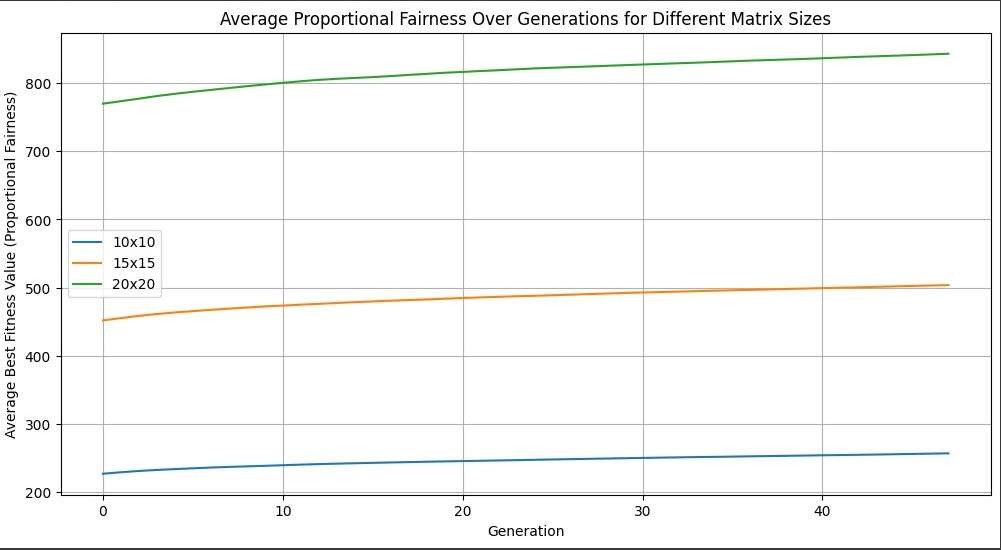 Average Proportional Fairness Over Generations for Different Matrix Sizes
Average Best Fitness Value (Proportional Fairness)
800
700
600
500
400
300
200
10x10
15x15
20x20
0 10 20 30 40
Generation